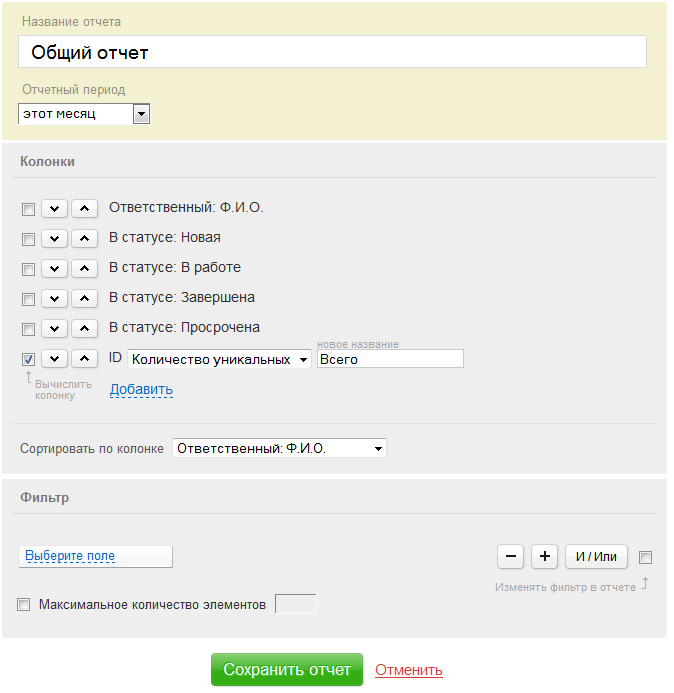 Название отчета
Общий отчет
Отчетный период
этот месяц
Колонки
Ответственный: Ф.И.О.
В статусе: Новая
В статусе: В работе
В статусе: Завершена
В статусе: Просрочена
новое название
ID Количество уникальных Всего
Вычислить
колонку
Добавить
Сортировать по колонке Ответственный: Ф.И.О.
Фильтр
Выберите поле И / Или
Изменять фильтр в отчете
Максимальное количество элементов
Сохранить отчет Отменить